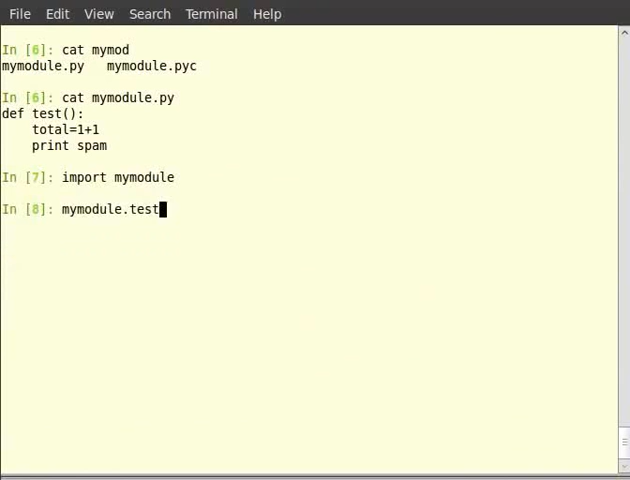 File Edit View Search Terminal Help
In [6]: cat mymod
mymodule.py   mymodule.pyc
In [6]: cat mymodule.py
def test():
    total=1+1
    print spam
In [7]: import mymodule
In [8]: mymodule.test